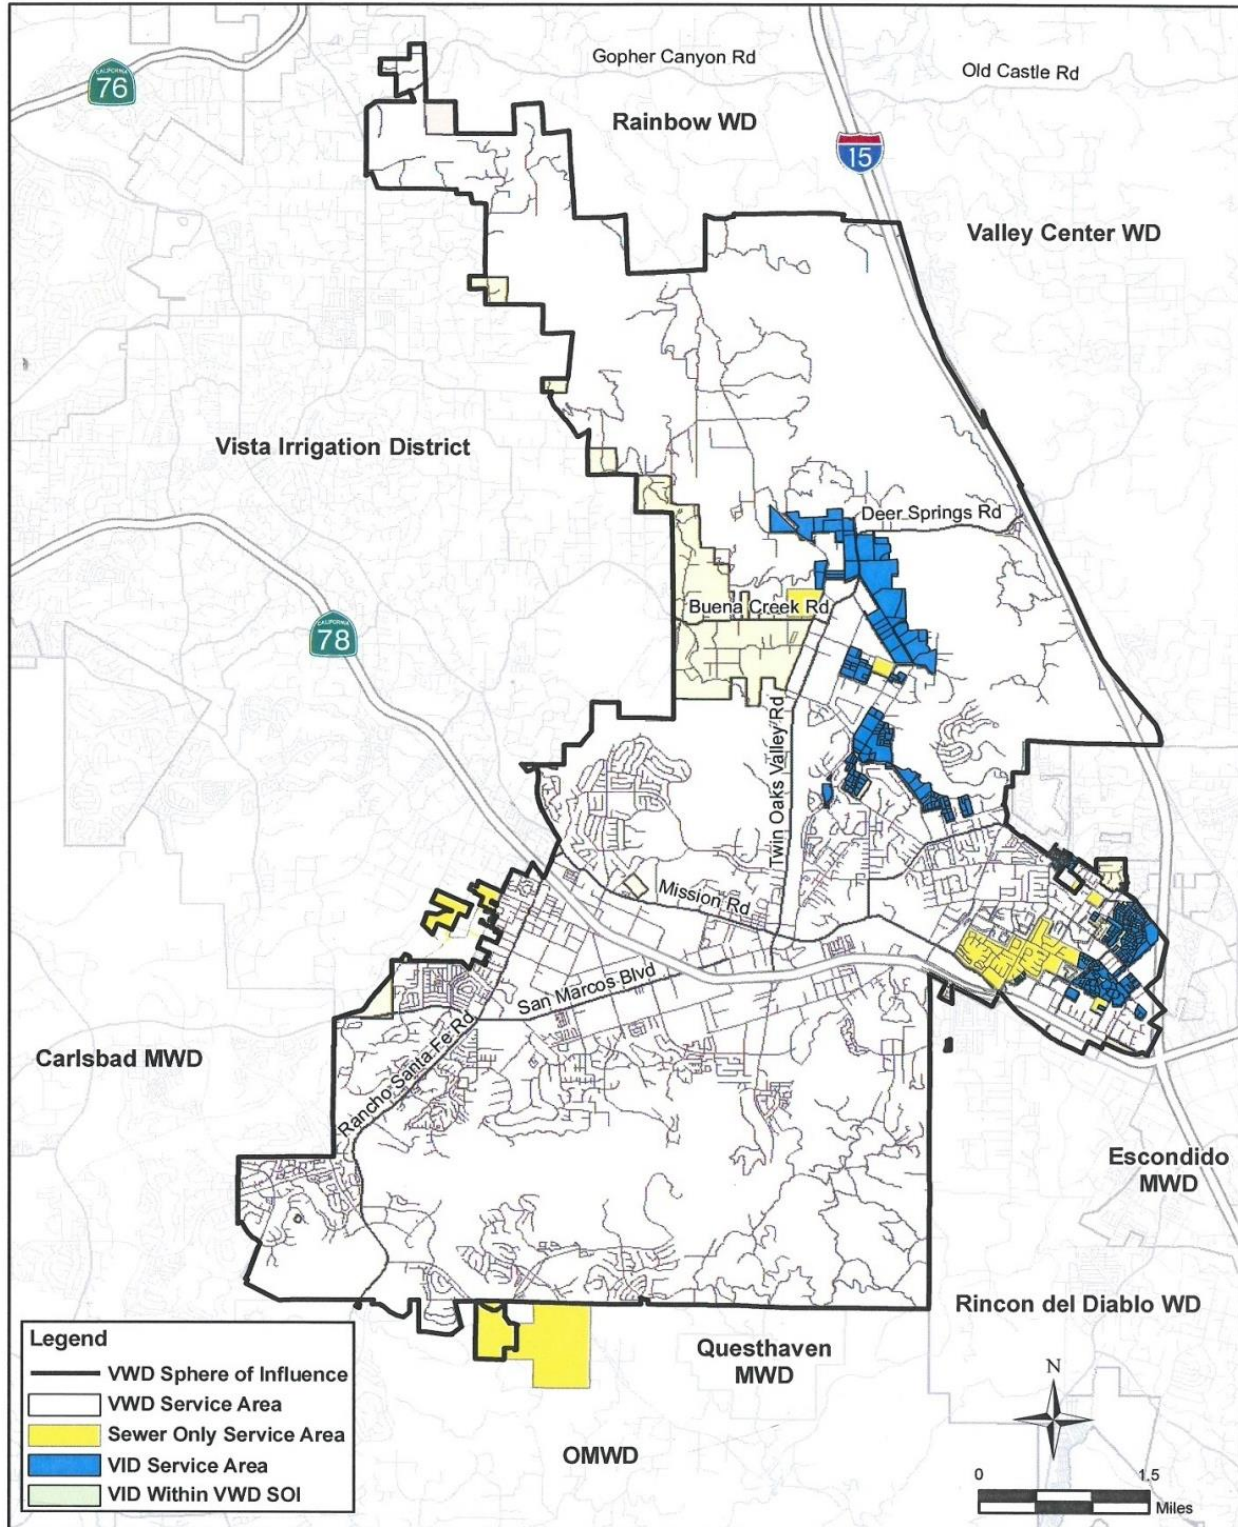 Gopher Canyon Rd
Old Castle Rd
CALIFORNIA
76
Rainbow WD
15
Valley Center WD
Vista Irrigation District
Deer Springs Rd
Buena Creek Rd
CALIFORNIA
78
Twin Oaks Valley Rd
Mission Rd
San Marcos Blvd
Rancho Santa Fe Rd
Carlsbad MWD
Escondido
MWD
Rincon del Diablo WD
Questhaven
MWD
OMWD
Legend
VWD Sphere of Influence
VWD Service Area
Sewer Only Service Area
VID Service Area
VID Within VWD SOI
N
0
1.5
Miles